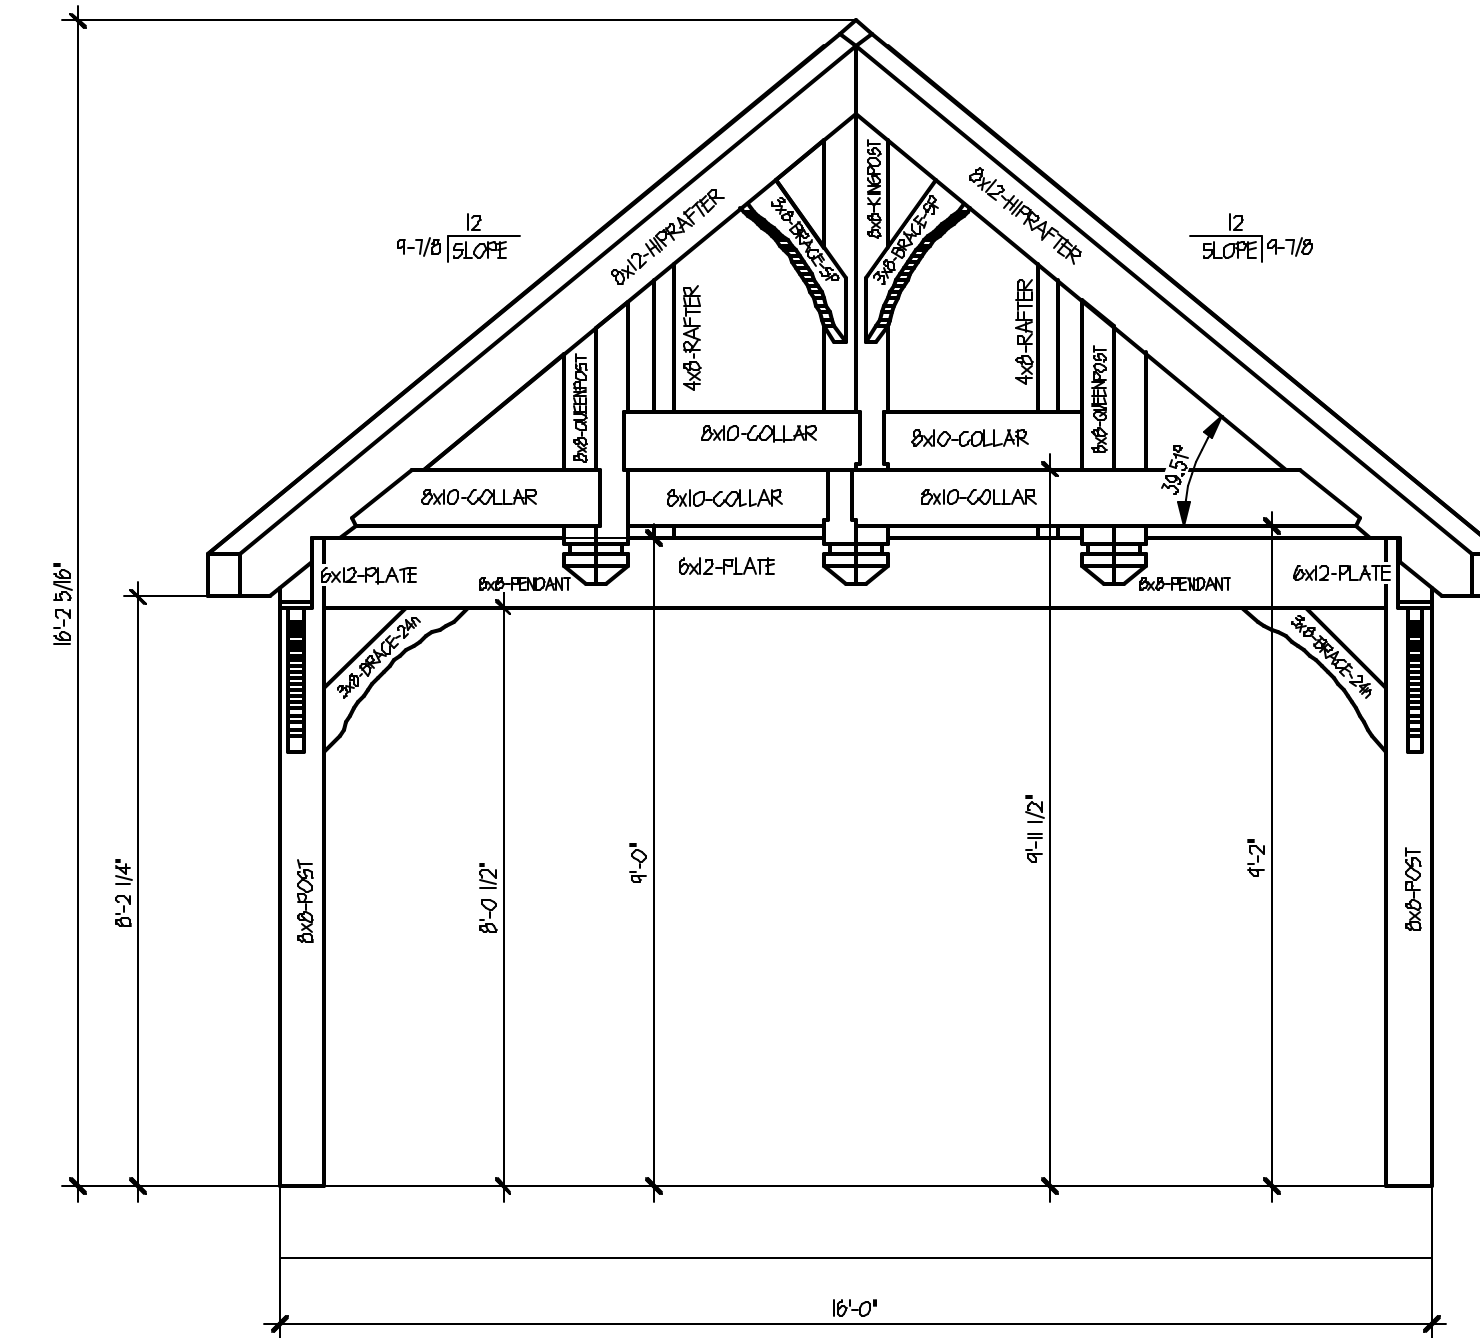 8x8-KINGPOST
8x12-HIPRAFTER
8x12-HIPRAFTER
3x8-BRACE-SP
3x8-BRACE-SP
12
9-7/8 SLOPE
12
SLOPE 9-7/8
4x8-RAFTER
4x8-RAFTER
8x8-QUEENPOST
8x8-QUEENPOST
8x10-COLLAR
8x10-COLLAR
39.51°
8x10-COLLAR
8x10-COLLAR
8x10-COLLAR
6x12-PLATE
8x8-PENDANT
6x12-PLATE
8x8-PENDANT
6x12-PLATE
16'-2 5/16"
3x8-BRACE-24n
3x8-BRACE-24n
8'-2 1/4"
8x8-POST
8'-0 1/2"
9'-0"
9'-11 1/2"
9'-2"
8x8-POST
16'-0"